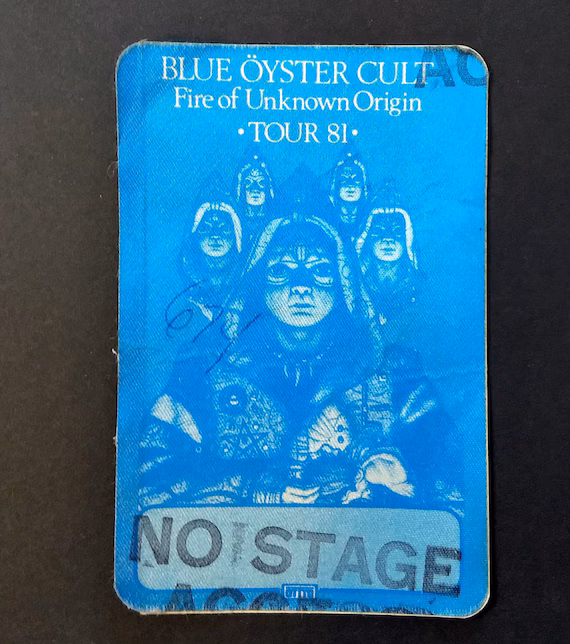 BLUE ÖYSTER CULT
Fire of Unknown Origin
•TOUR 81•
674
NO STAGE